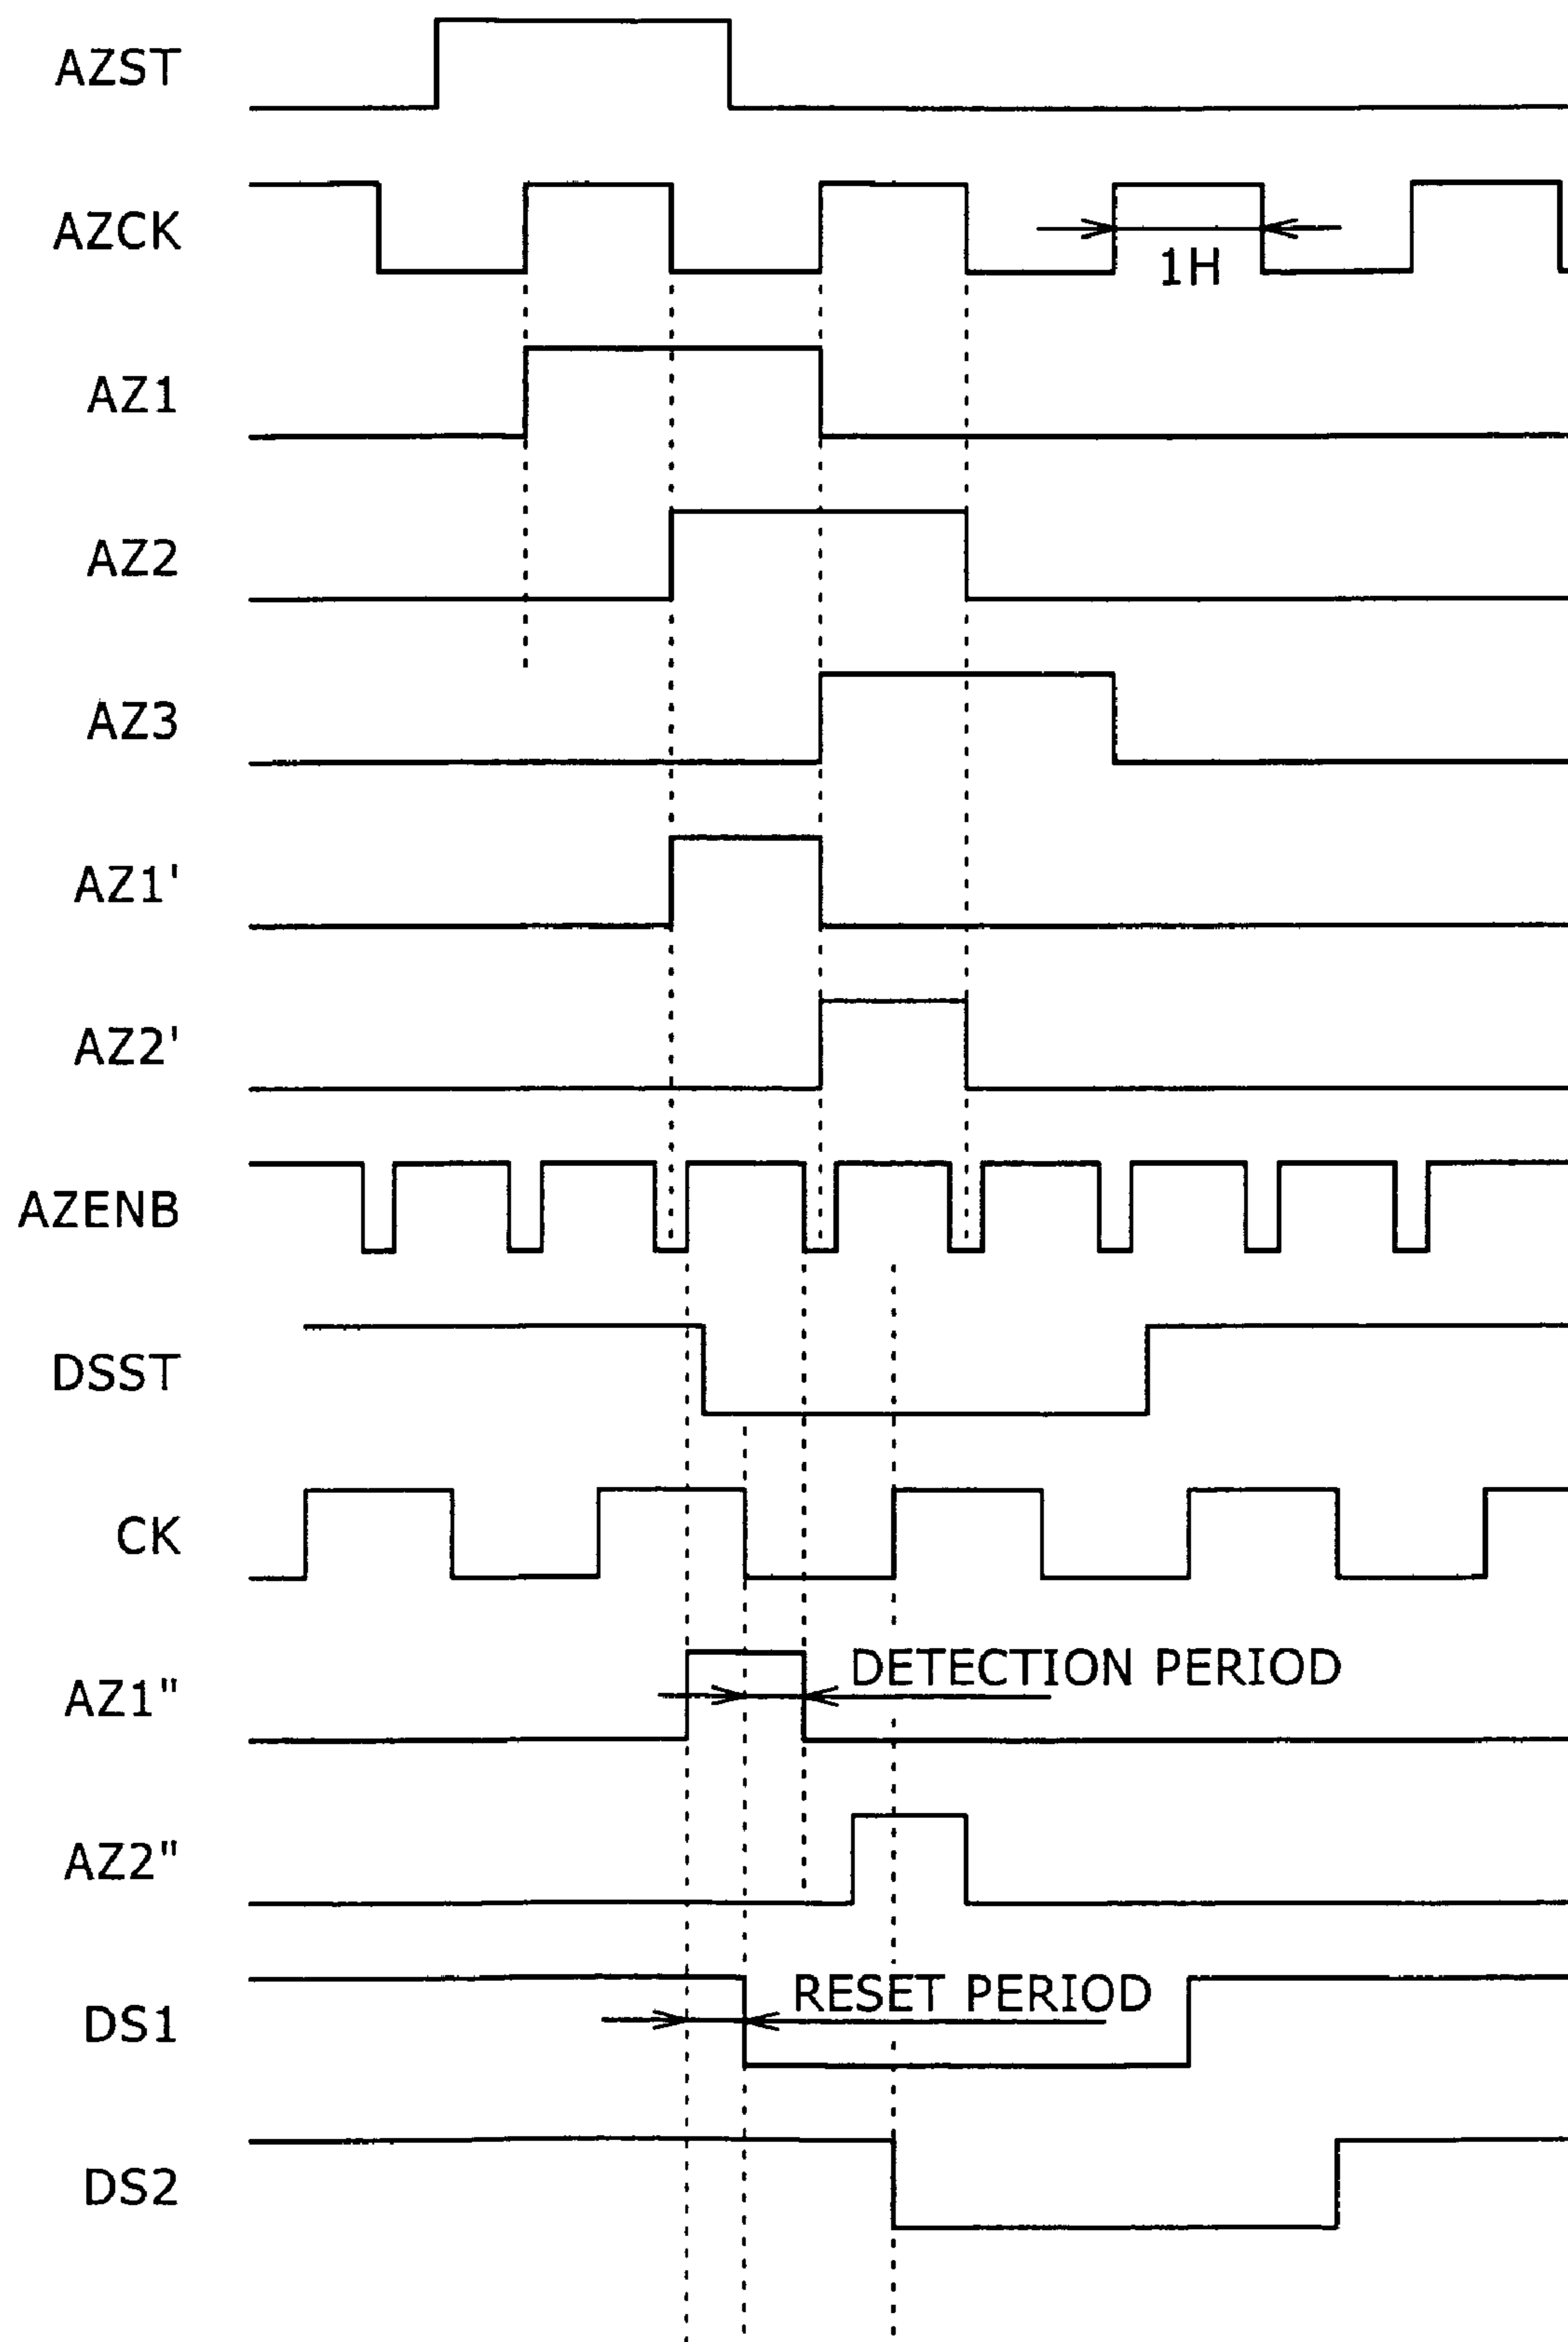 AZST
AZCK
1H
AZ1
AZ2
AZ3
AZ1'
AZ2'
AZENB
DSST
CK
AZ1"
DETECTION PERIOD
AZ2"
DS1
RESET PERIOD
DS2